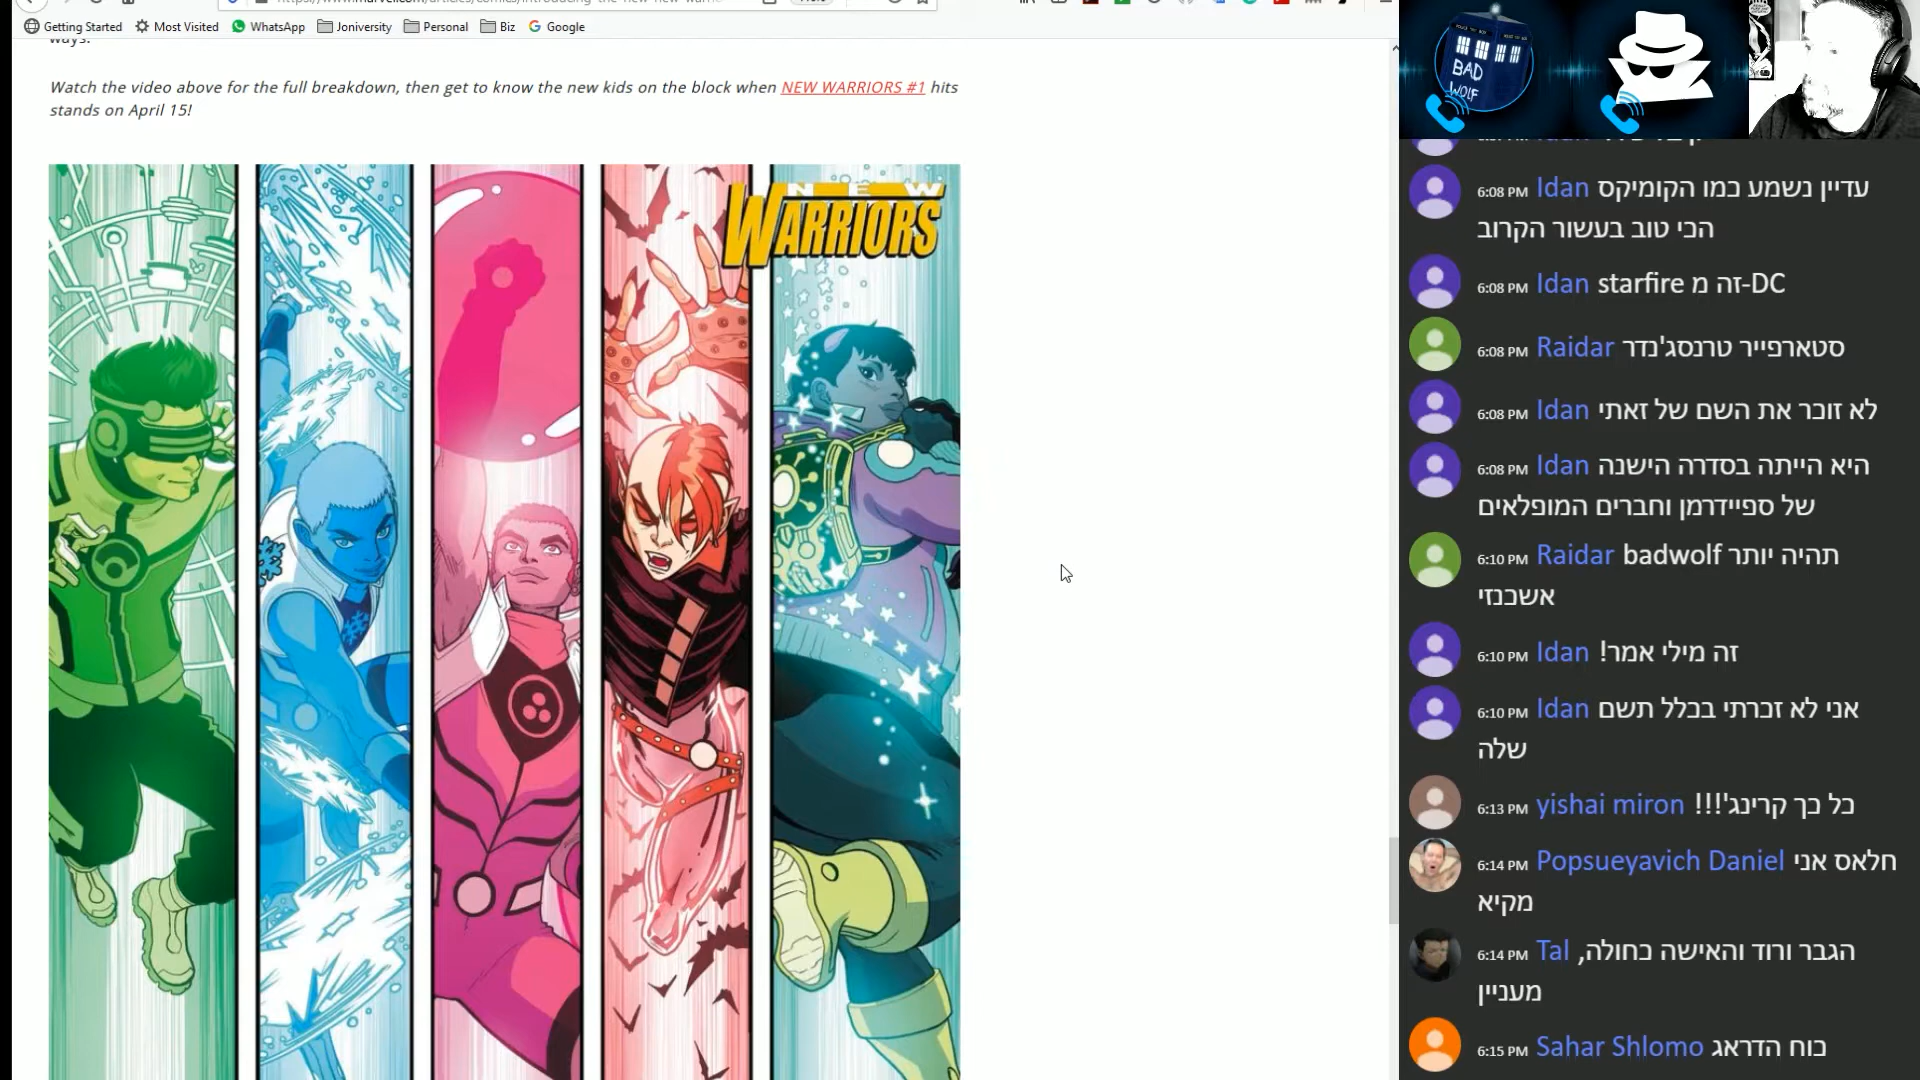 Getting Started
Most Visited
WhatsApp
Joniversity
Personal
Biz
Google
ways.
Watch the video above for the full breakdown, then get to know the new kids on the block when NEW WARRIORS #1 hits
stands on April 15!
NEW
WARRIORS
BAD
WOLF
6:08 PM Idan עדיין נשמע כמו הקומיקס
הכי טוב בעשור הקרוב
6:08 PM Idan starfire זה מ-DC
6:08 PM Raidar סטארפייר טרנסג'נדר
6:08 PM Idan לא זוכר את השם של זאתי
6:08 PM Idan היא הייתה בסדרה הישנה
של ספיידרמן וחברים המופלאים
6:10 PM Raidar badwolf תהיה יותר
אשכנזי
6:10 PM Idan זה מילי אמר!
6:10 PM Idan אני לא זכרתי בכלל תשם
שלה
6:13 PM yishai miron כל כך קרינג'!!!
6:14 PM Popsueyavich Daniel חלאס אני
מקיא
6:14 PM Tal הגבר ורוד והאישה כחולה,
מעניין
6:15 PM Sahar Shlomo כוח הדראג